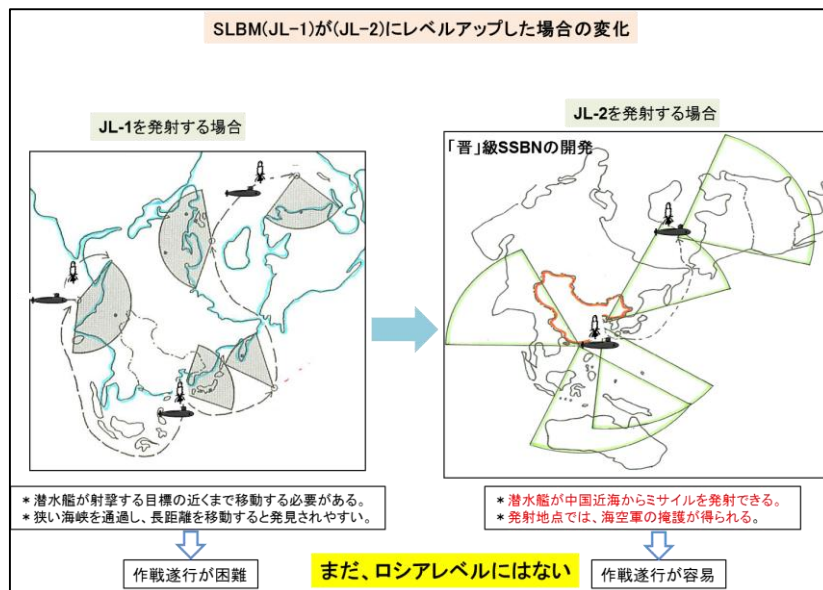 SLBM(JL-1)が(JL-2)にレベルアップした場合の変化
JL-1を発射する場合
JL-2を発射する場合
「晋」級SSBNの開発
＊潜水艦が射撃する目標の近くまで移動する必要がある。
＊狭い海峡を通過し、長距離を移動すると発見されやすい。
＊潜水艦が中国近海からミサイルを発射できる。
＊発射地点では、海空軍の掩護が得られる。
作戦遂行が困難
まだ、ロシアレベルにはない
作戦遂行が容易